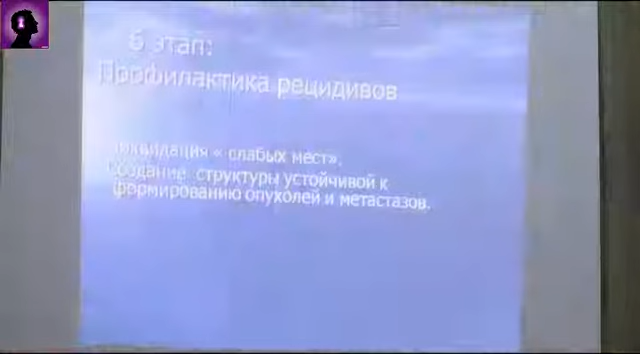 6 этап:
Профилактика рецидивов
Ликвидация « слабых мест».
Создание структуры устойчивой к
формированию опухолей и метастазов.